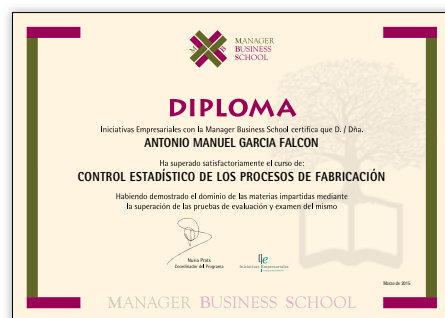 MANAGER
BUSINESS
SCHOOL
M B
DIPLOMA
Iniciativas Empresariales con la Manager Business School certifica que D. / Dña.
ANTONIO MANUEL GARCIA FALCON
Ha superado satisfactoriamente el curso de:
CONTROL ESTADÍSTICO DE LOS PROCESOS DE FABRICACIÓN
Habiendo demostrado el dominio de las materias impartidas mediante
la superación de las pruebas de evaluación y examen del mismo
Nuria Prats
Coordinador del Programa
Iniciativas Empresariales
Marzo de 2015
MANAGER BUSINESS SCHOOL